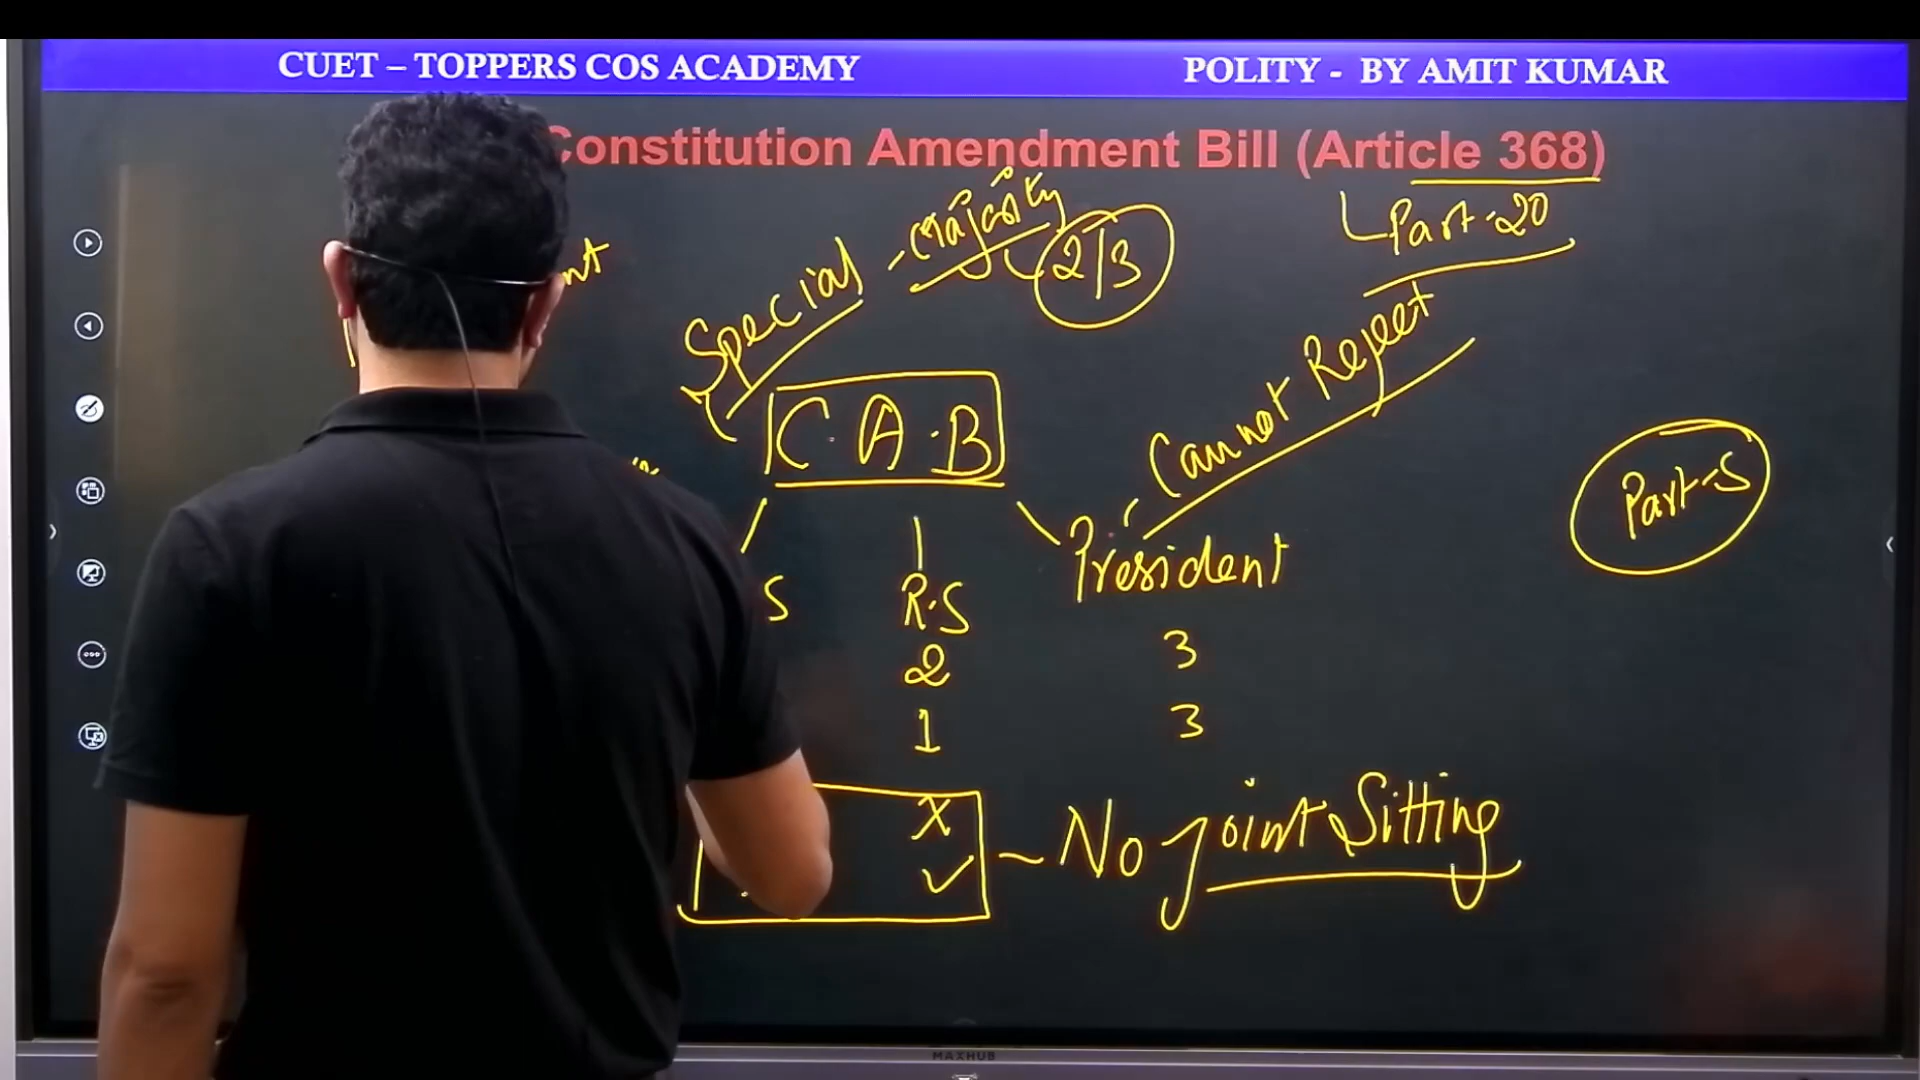 CUET – TOPPERS COS ACADEMY
POLITY - BY AMIT KUMAR
Constitution Amendment Bill (Article 368)
Part-20
Special - Majority 2/3
Cannot Reject
C.A.B
Part-5
S
R.S
President
2
3
1
3
X
✓
No Joint Sitting
MAXHUB